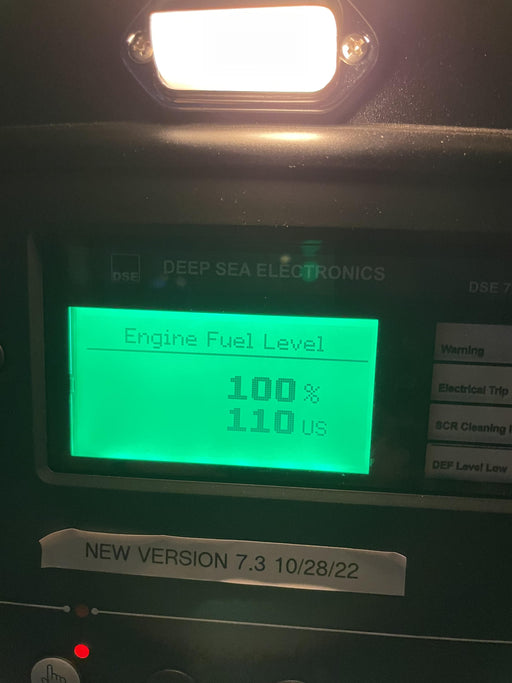 DSE
DEEP SEA ELECTRONICS
DSE 7
Engine Fuel Level
100 %
110 US
Warning
Electrical Trip
SCR Cleaning
DEF Level Low
NEW VERSION 7.3 10/28/22